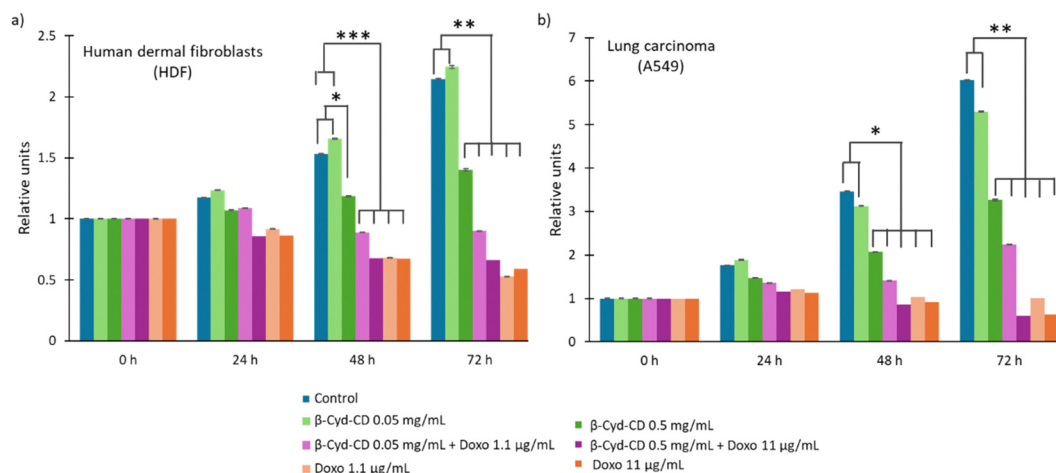 a)
Human dermal fibroblasts
(HDF)
Relative units
2.5
2
1.5
1
0.5
0
***
*
**
0 h
24 h
48 h
72 h
b)
Lung carcinoma
(A549)
Relative units
7
6
5
4
3
2
1
0
*
**
0 h
24 h
48 h
72 h
Control
β-Cyd-CD 0.05 mg/mL
β-Cyd-CD 0.5 mg/mL
β-Cyd-CD 0.05 mg/mL + Doxo 1.1 µg/mL
β-Cyd-CD 0.5 mg/mL + Doxo 11 µg/mL
Doxo 1.1 µg/mL
Doxo 11 µg/mL